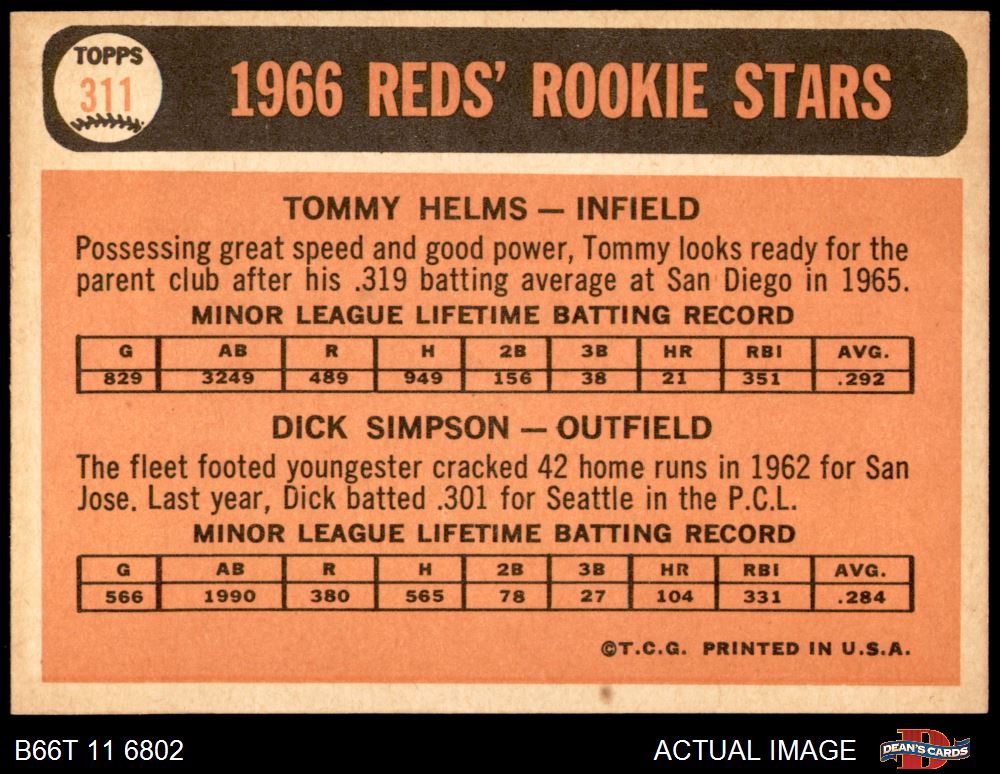 TOPPS
311
1966 REDS' ROOKIE STARS
TOMMY HELMS — INFIELD
Possessing great speed and good power, Tommy looks ready for the
parent club after his .319 batting average at San Diego in 1965.
MINOR LEAGUE LIFETIME BATTING RECORD
G AB R H 2B 3B HR RBI AVG.
829 3249 489 949 156 38 21 351 .292
DICK SIMPSON — OUTFIELD
The fleet footed youngester cracked 42 home runs in 1962 for San
Jose. Last year, Dick batted .301 for Seattle in the P.C.L.
MINOR LEAGUE LIFETIME BATTING RECORD
G AB R H 2B 3B HR RBI AVG.
566 1990 380 565 78 27 104 331 .284
©T.C.G. PRINTED IN U.S.A.
B66T 11 6802
ACTUAL IMAGE
DEAN'S CARDS